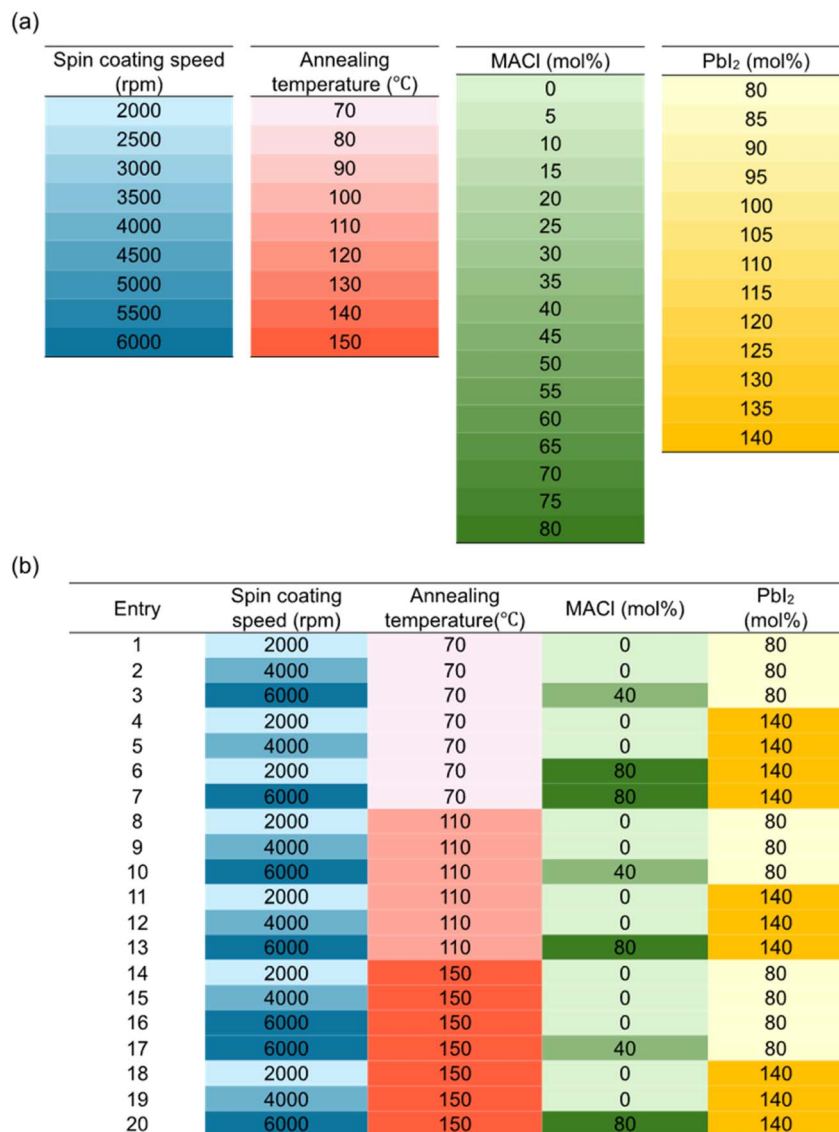 (a)
Spin coating speed (rpm) Annealing temperature (℃) MACl (mol%) PbI₂ (mol%)
2000 70 0 80
2500 80 5 85
3000 90 10 90
3500 100 15 95
4000 110 20 100
4500 120 25 105
5000 130 30 110
5500 140 35 115
6000 150 40 120
45 125
50 130
55 135
60 140
65
70
75
80
(b)
Entry Spin coating speed (rpm) Annealing temperature(℃) MACl (mol%) PbI₂ (mol%)
1 2000 70 0 80
2 4000 70 0 80
3 6000 70 40 80
4 2000 70 0 140
5 4000 70 0 140
6 2000 70 80 140
7 6000 70 80 140
8 2000 110 0 80
9 4000 110 0 80
10 6000 110 40 80
11 2000 110 0 140
12 4000 110 0 140
13 6000 110 80 140
14 2000 150 0 80
15 4000 150 0 80
16 6000 150 0 80
17 6000 150 40 80
18 2000 150 0 140
19 4000 150 0 140
20 6000 150 80 140